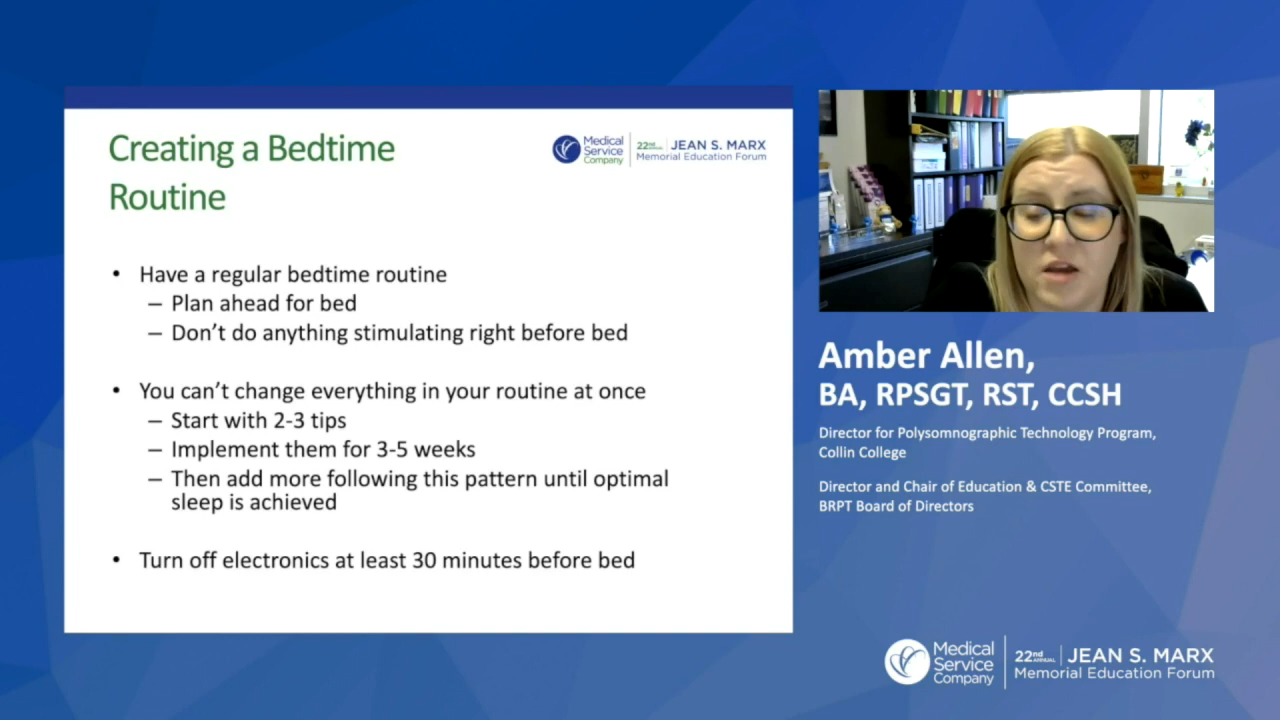 Creating a Bedtime
Routine
Medical
Service
Company
22nd
ANNUAL
JEAN S. MARX
Memorial Education Forum
• Have a regular bedtime routine
– Plan ahead for bed
– Don’t do anything stimulating right before bed
• You can’t change everything in your routine at once
– Start with 2-3 tips
– Implement them for 3-5 weeks
– Then add more following this pattern until optimal
sleep is achieved
• Turn off electronics at least 30 minutes before bed
Amber Allen,
BA, RPSGT, RST, CCSH
Director for Polysomnographic Technology Program,
Collin College
Director and Chair of Education & CSTE Committee,
BRPT Board of Directors
Medical
Service
Company
22nd
ANNUAL
JEAN S. MARX
Memorial Education Forum